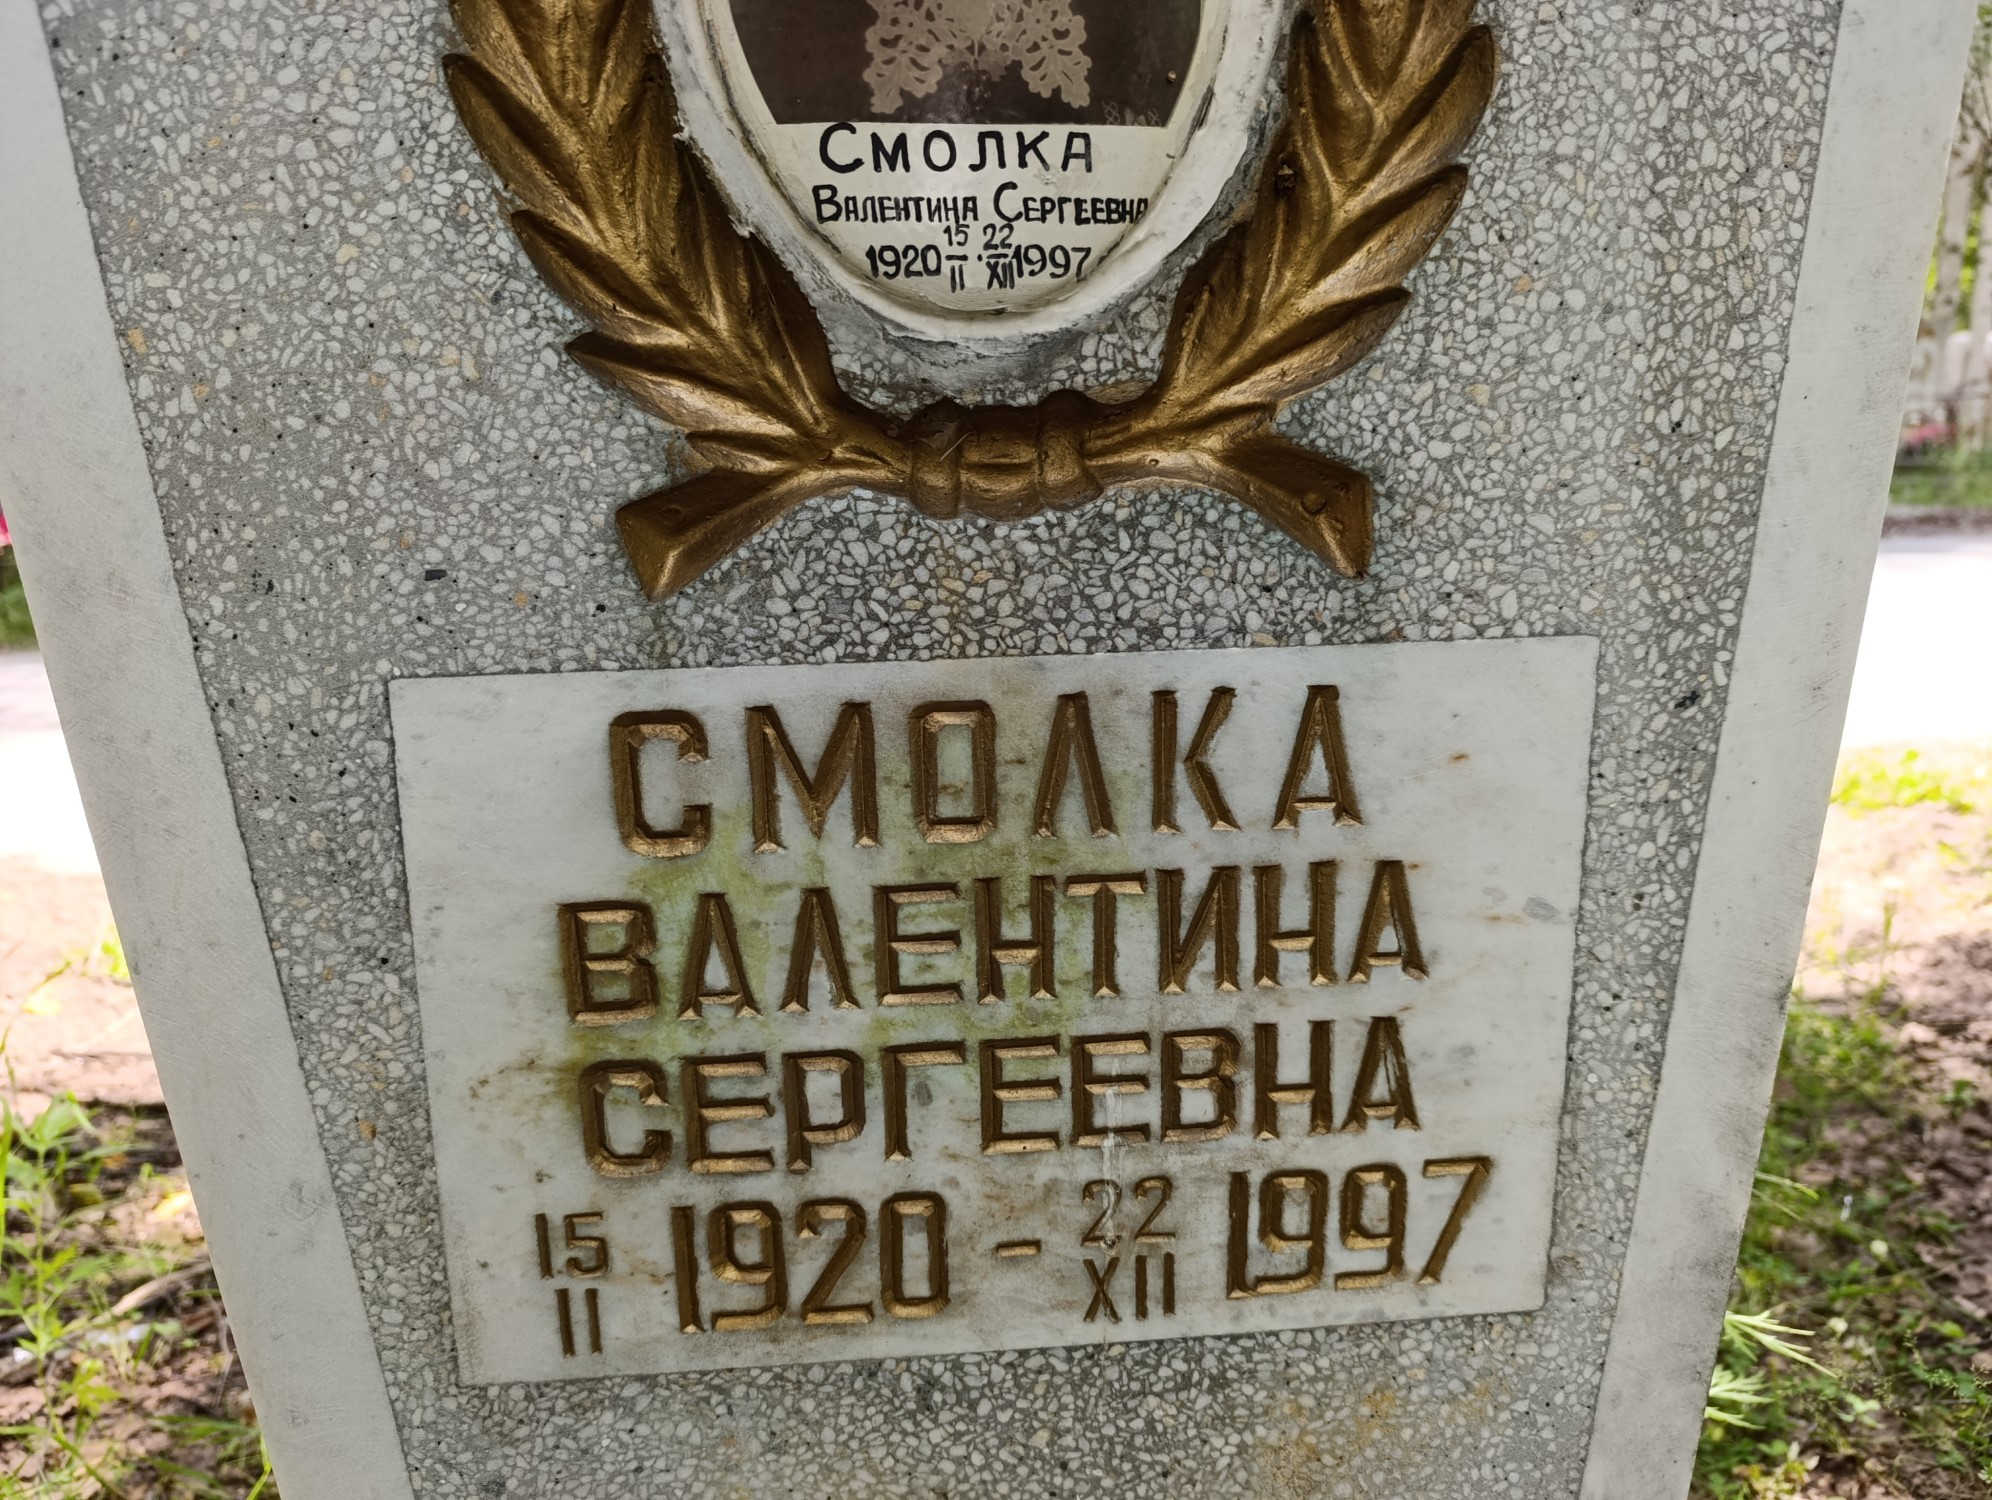 СМОЛКА
ВАЛЕНТИНА СЕРГЕЕВНА
1920 15/II · 22/XII 1997
СМОЛКА
ВАЛЕНТИНА
СЕРГЕЕВНА
15/II 1920 - 22/XII 1997